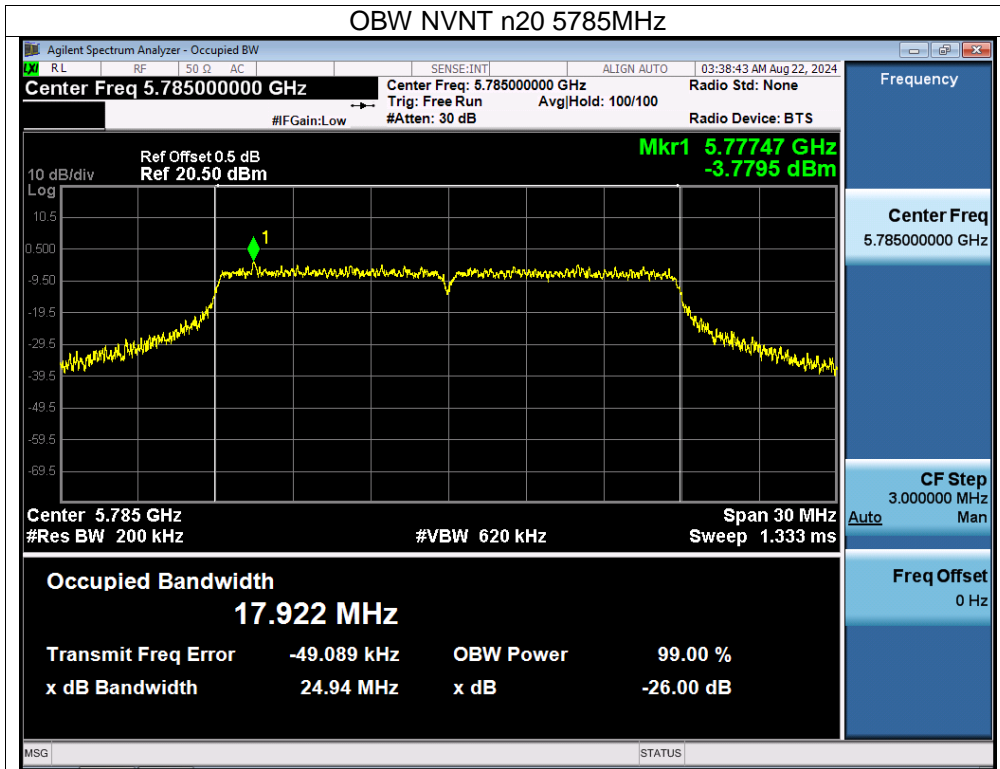 OBW NVNT n20 5785MHz
Agilent Spectrum Analyzer - Occupied BW
LXI RL RF 50 Ω AC SENSE:INT ALIGN AUTO 03:38:43 AM Aug 22, 2024
Center Freq 5.785000000 GHz
Center Freq: 5.785000000 GHz Radio Std: None
Trig: Free Run Avg|Hold: 100/100
#IFGain:Low #Atten: 30 dB Radio Device: BTS
Mkr1 5.77747 GHz
-3.7795 dBm
Ref Offset 0.5 dB
10 dB/div Ref 20.50 dBm
Log
10.5
0.500
-9.50
-19.5
-29.5
-39.5
-49.5
-59.5
-69.5
1
Center 5.785 GHz Span 30 MHz
#Res BW 200 kHz #VBW 620 kHz Sweep 1.333 ms
Occupied Bandwidth
17.922 MHz
Transmit Freq Error -49.089 kHz OBW Power 99.00 %
x dB Bandwidth 24.94 MHz x dB -26.00 dB
MSG STATUS
Frequency
Center Freq
5.785000000 GHz
CF Step
3.000000 MHz
Auto Man
Freq Offset
0 Hz